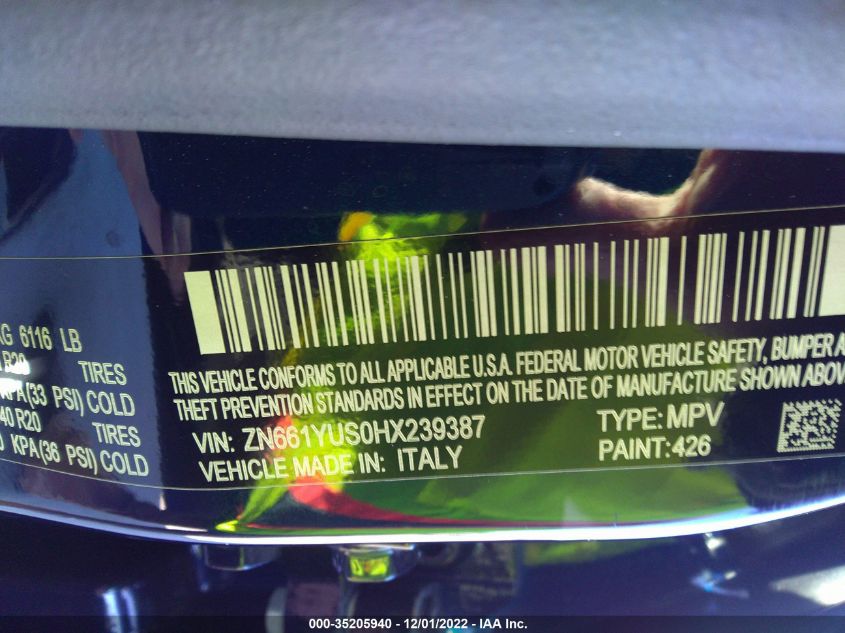 6116 LB
R20 TIRES
KPA(33 PSI) COLD
40 R20 TIRES
KPA(36 PSI) COLD
THIS VEHICLE CONFORMS TO ALL APPLICABLE U.S.A. FEDERAL MOTOR VEHICLE SAFETY, BUMPER A
THEFT PREVENTION STANDARDS IN EFFECT ON THE DATE OF MANUFACTURE SHOWN ABOV
VIN: ZN661YUS0HX239387 TYPE: MPV
VEHICLE MADE IN: ITALY PAINT: 426
000-35205940 - 12/01/2022 - IAA Inc.